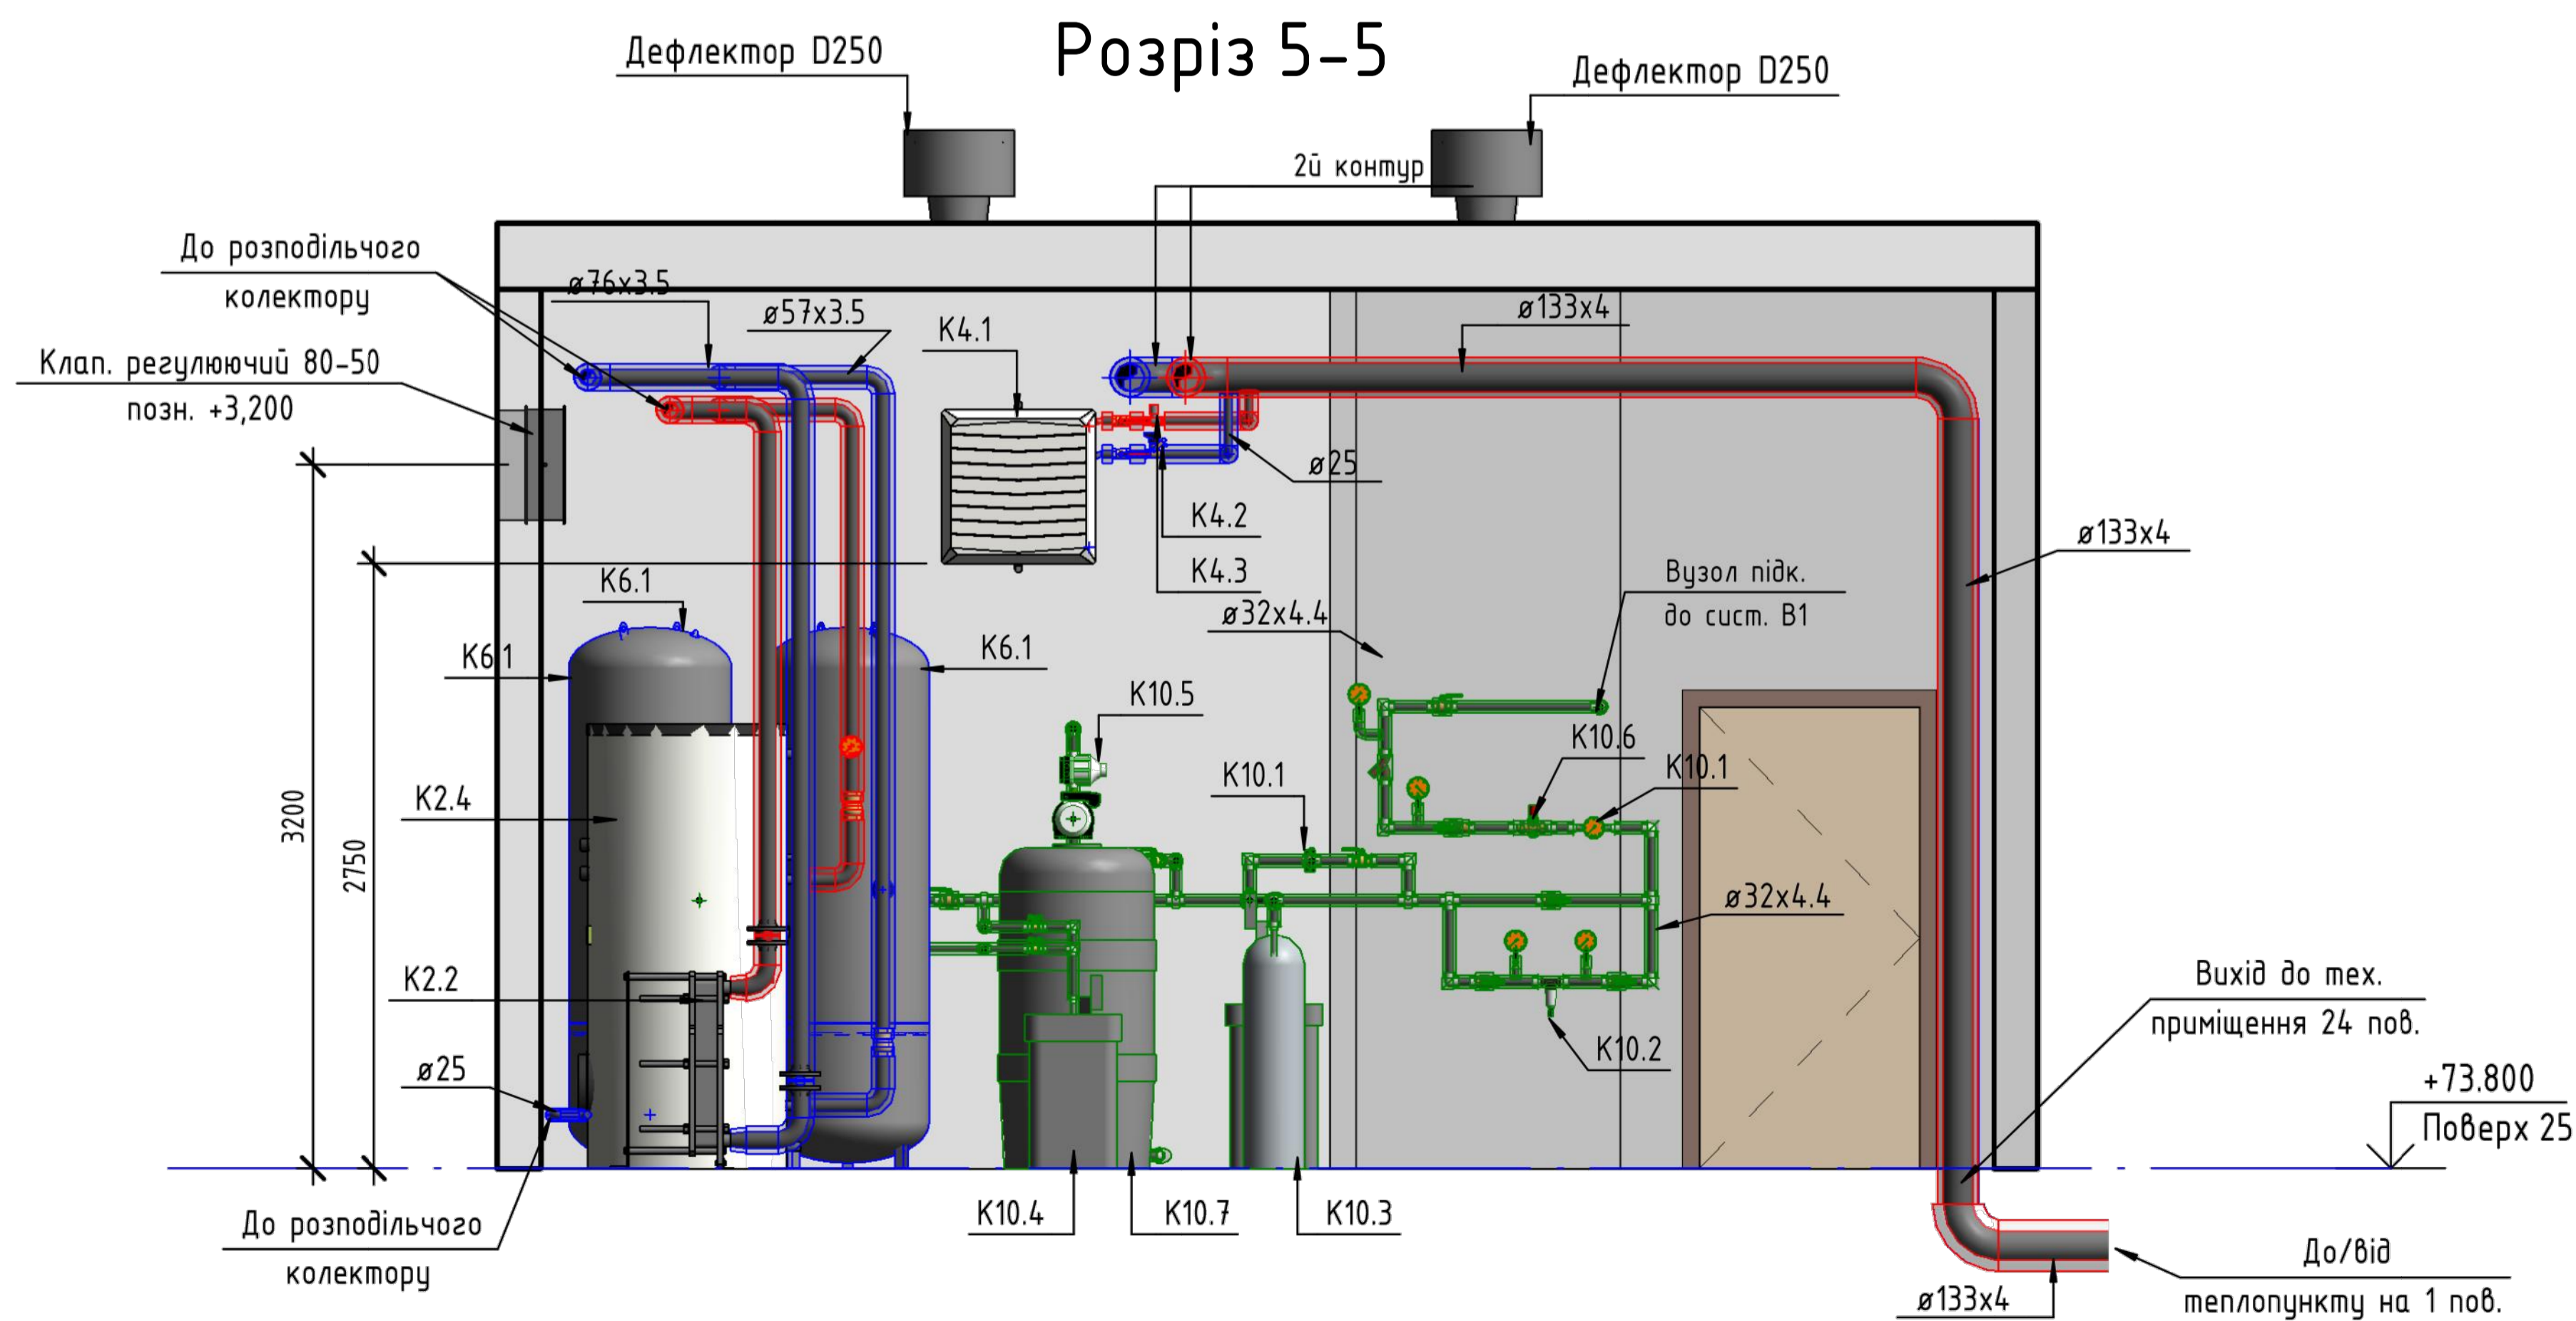 Розріз 5-5
Дефлектор D250
Дефлектор D250
2й контур
До розподільчого
колектору
ø76x3.5
ø57x3.5
K4.1
ø133x4
Клап. регулюючий 80-50
позн. +3,200
ø25
K4.2
K4.3
ø133x4
K6.1
Вузол підк.
до сист. В1
ø32x4.4
K6.1
K6.1
K10.5
K10.6
K10.1
K10.1
K2.4
3200
2750
ø32x4.4
K2.2
Вихід до тех.
приміщення 24 пов.
K10.2
ø25
+73.800
Поверх 25
K10.4
K10.7
K10.3
До розподільчого
колектору
До/від
теплопункту на 1 пов.
ø133x4